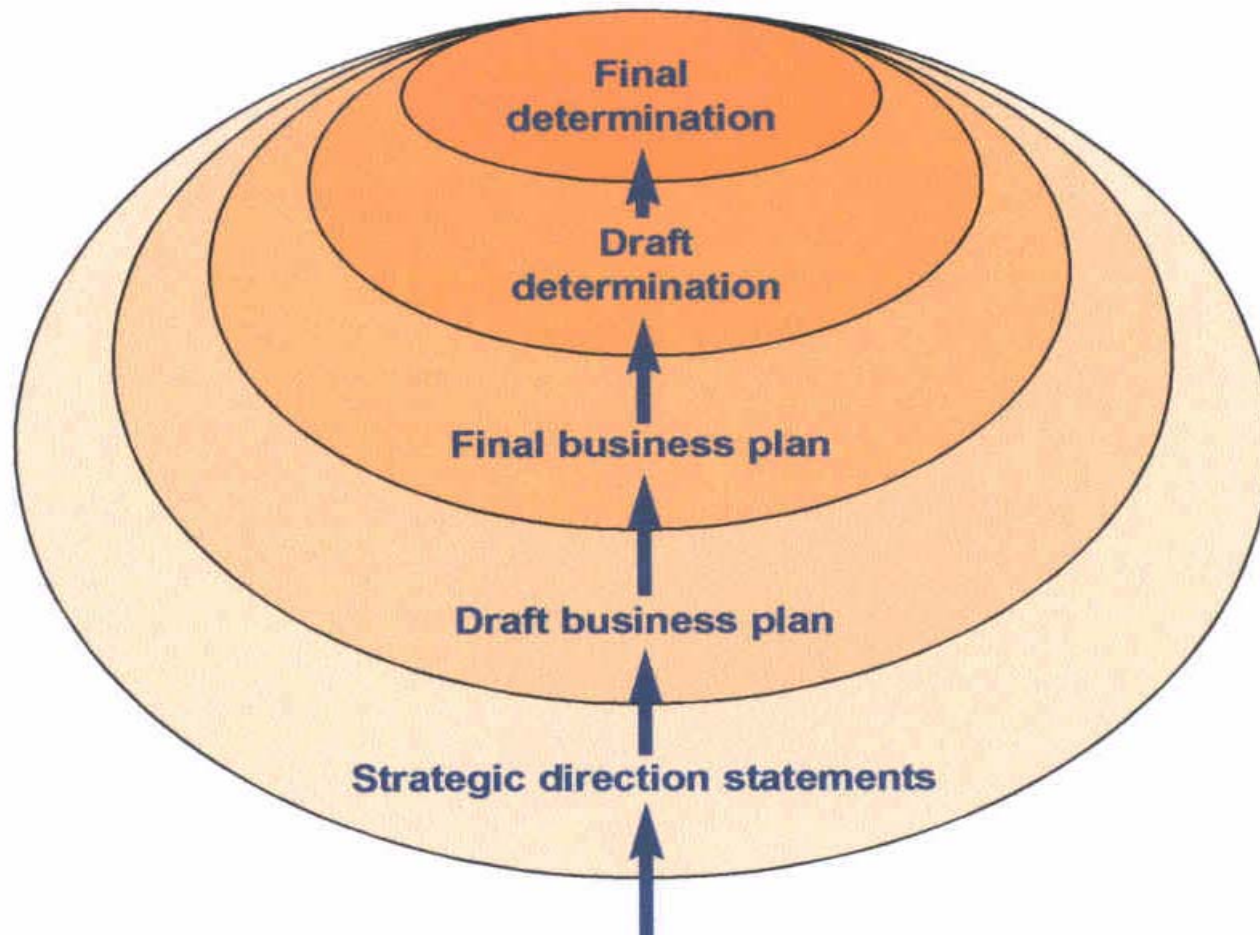 Final
determination
Draft
determination
Final business plan
Draft business plan
Strategic direction statements